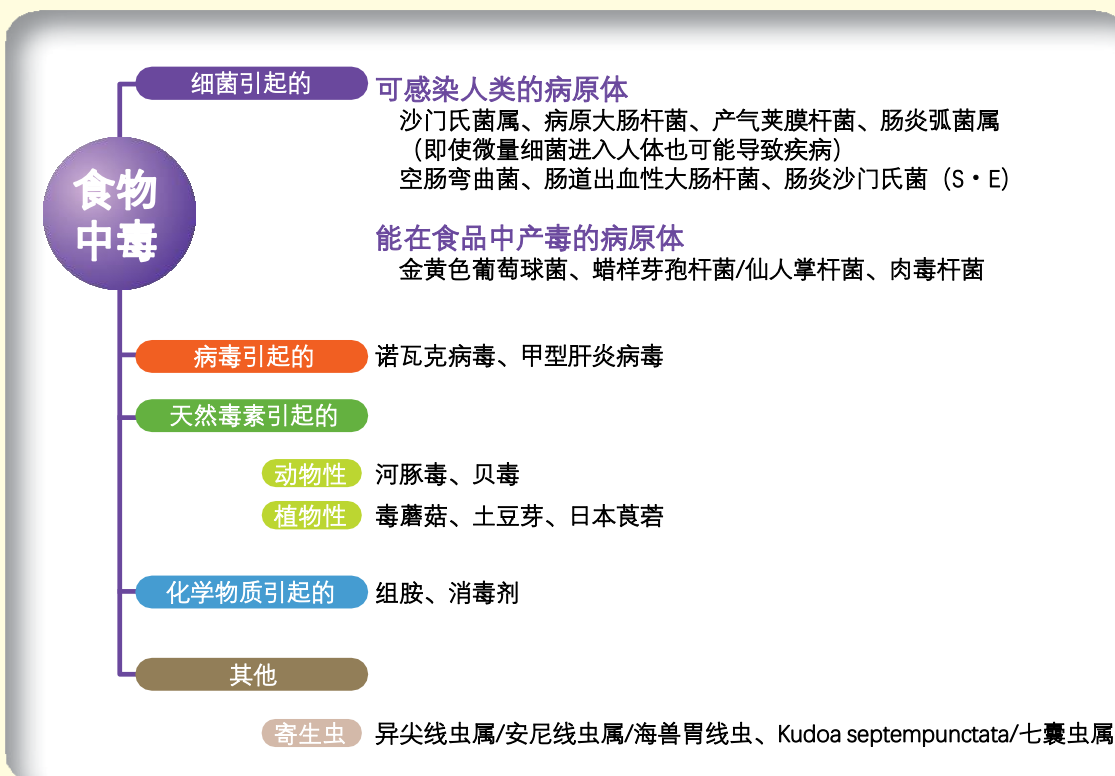 食物
中毒
细菌引起的
可感染人类的病原体
沙门氏菌属、病原大肠杆菌、产气荚膜杆菌、肠炎弧菌属
（即使微量细菌进入人体也可能导致疾病）
空肠弯曲菌、肠道出血性大肠杆菌、肠炎沙门氏菌（S・E）
能在食品中产毒的病原体
金黄色葡萄球菌、蜡样芽孢杆菌/仙人掌杆菌、肉毒杆菌
病毒引起的 诺瓦克病毒、甲型肝炎病毒
天然毒素引起的
动物性 河豚毒、贝毒
植物性 毒蘑菇、土豆芽、日本莨菪
化学物质引起的 组胺、消毒剂
其他
寄生虫 异尖线虫属/安尼线虫属/海兽胃线虫、Kudoa septempunctata/七囊虫属